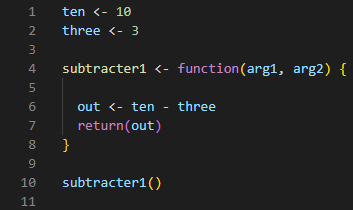 1 ten <- 10
2 three <- 3
3
4 subtracter1 <- function(arg1, arg2) {
5
6 out <- ten - three
7 return(out)
8 }
9
10 subtracter1()
11